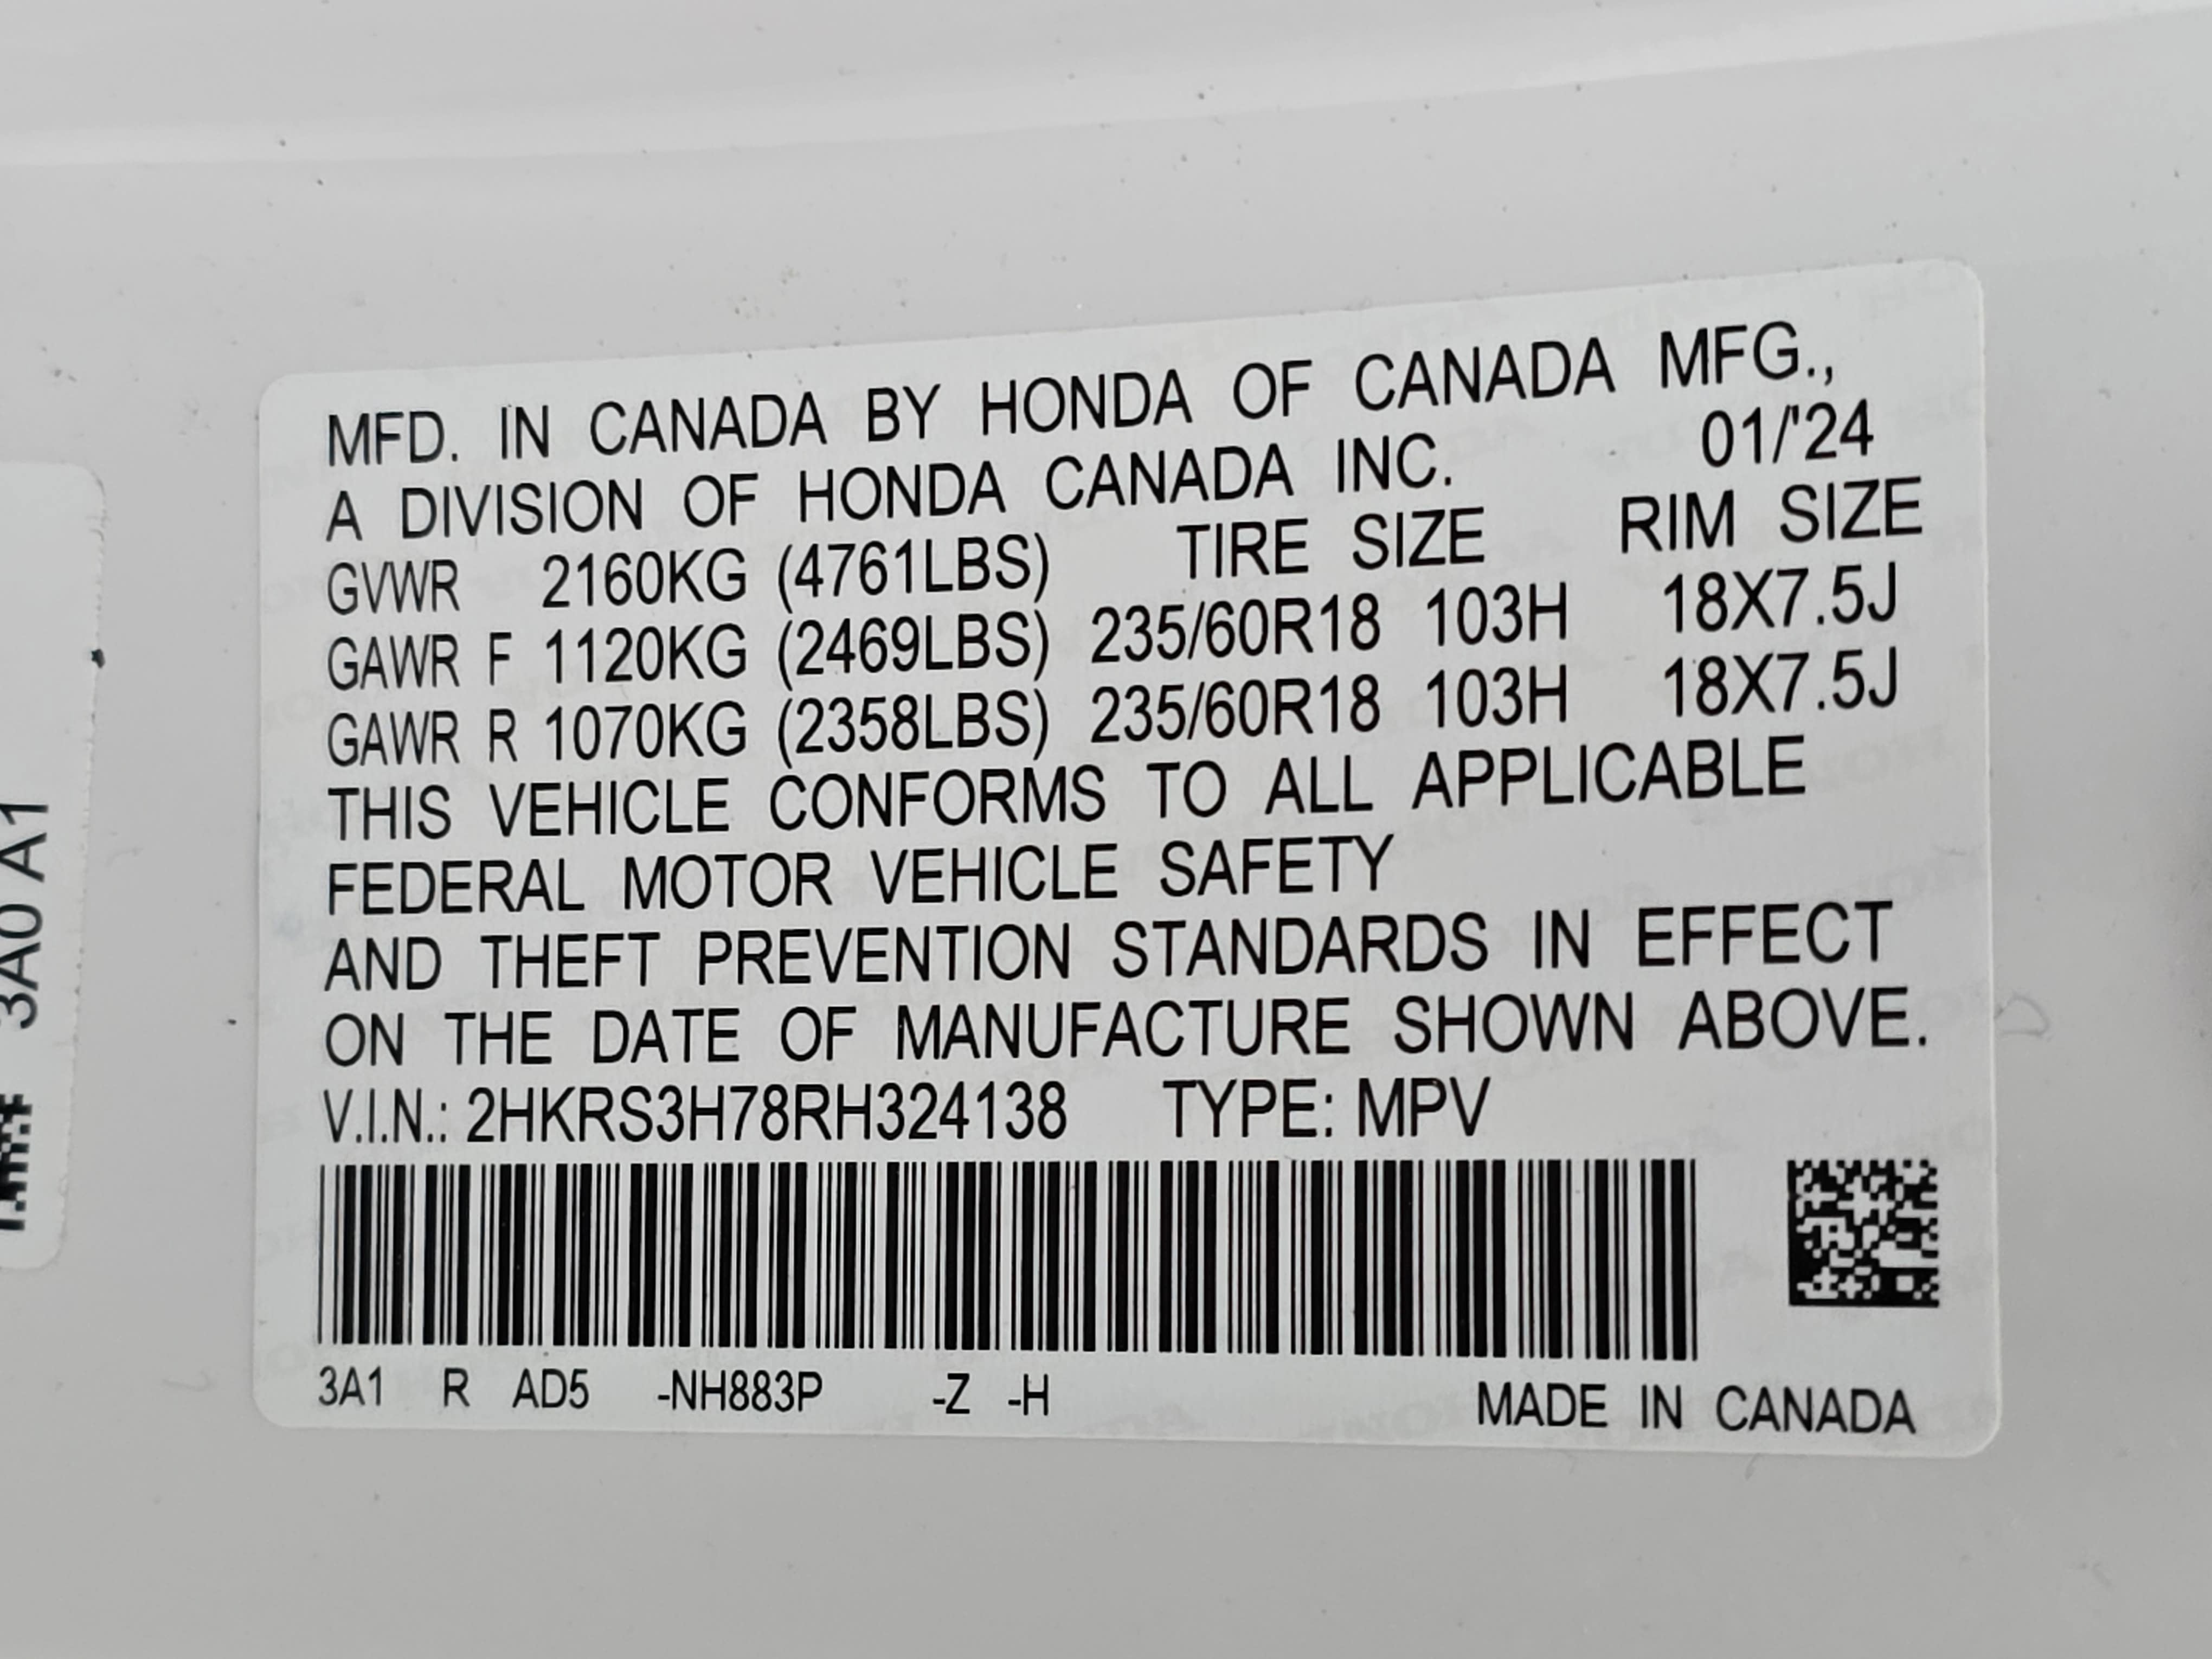 MFD. IN CANADA BY HONDA OF CANADA MFG.,
A DIVISION OF HONDA CANADA INC. 01/'24
GVWR 2160KG (4761LBS) TIRE SIZE RIM SIZE
GAWR F 1120KG (2469LBS) 235/60R18 103H 18X7.5J
GAWR R 1070KG (2358LBS) 235/60R18 103H 18X7.5J
THIS VEHICLE CONFORMS TO ALL APPLICABLE
FEDERAL MOTOR VEHICLE SAFETY
AND THEFT PREVENTION STANDARDS IN EFFECT
ON THE DATE OF MANUFACTURE SHOWN ABOVE.
V.I.N.: 2HKRS3H78RH324138 TYPE: MPV
3A1 R AD5 -NH883P -Z -H MADE IN CANADA
3A0 A1